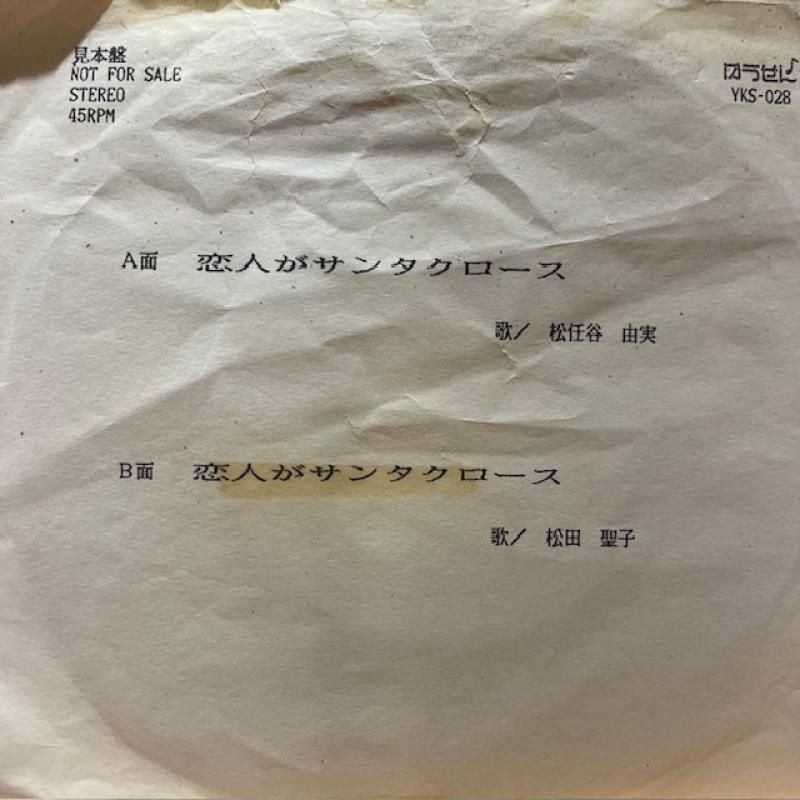 見本盤
NOT FOR SALE
STEREO
45RPM
ゆうせん
YKS-028
A面 恋人がサンタクロース
歌／ 松任谷 由実
B面 恋人がサンタクロース
歌／ 松田 聖子